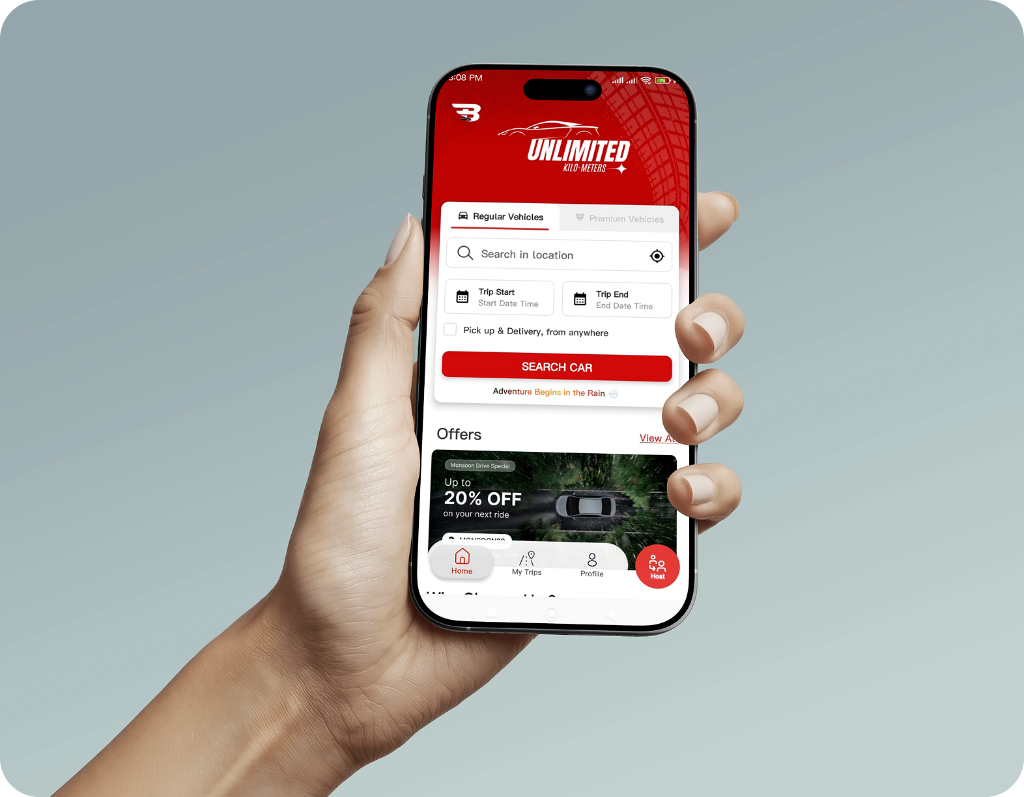 :08 PM
B
UNLIMITED
KILO-METERS
Regular Vehicles
Premium Vehicles
Search in location
Trip Start
Start Date Time
Trip End
End Date Time
Pick up & Delivery, from anywhere
SEARCH CAR
Adventure Begins in the Rain
Offers
View
Monsoon Drive Special
Up to
20% OFF
on your next ride
Home
My Trips
Profile
Host